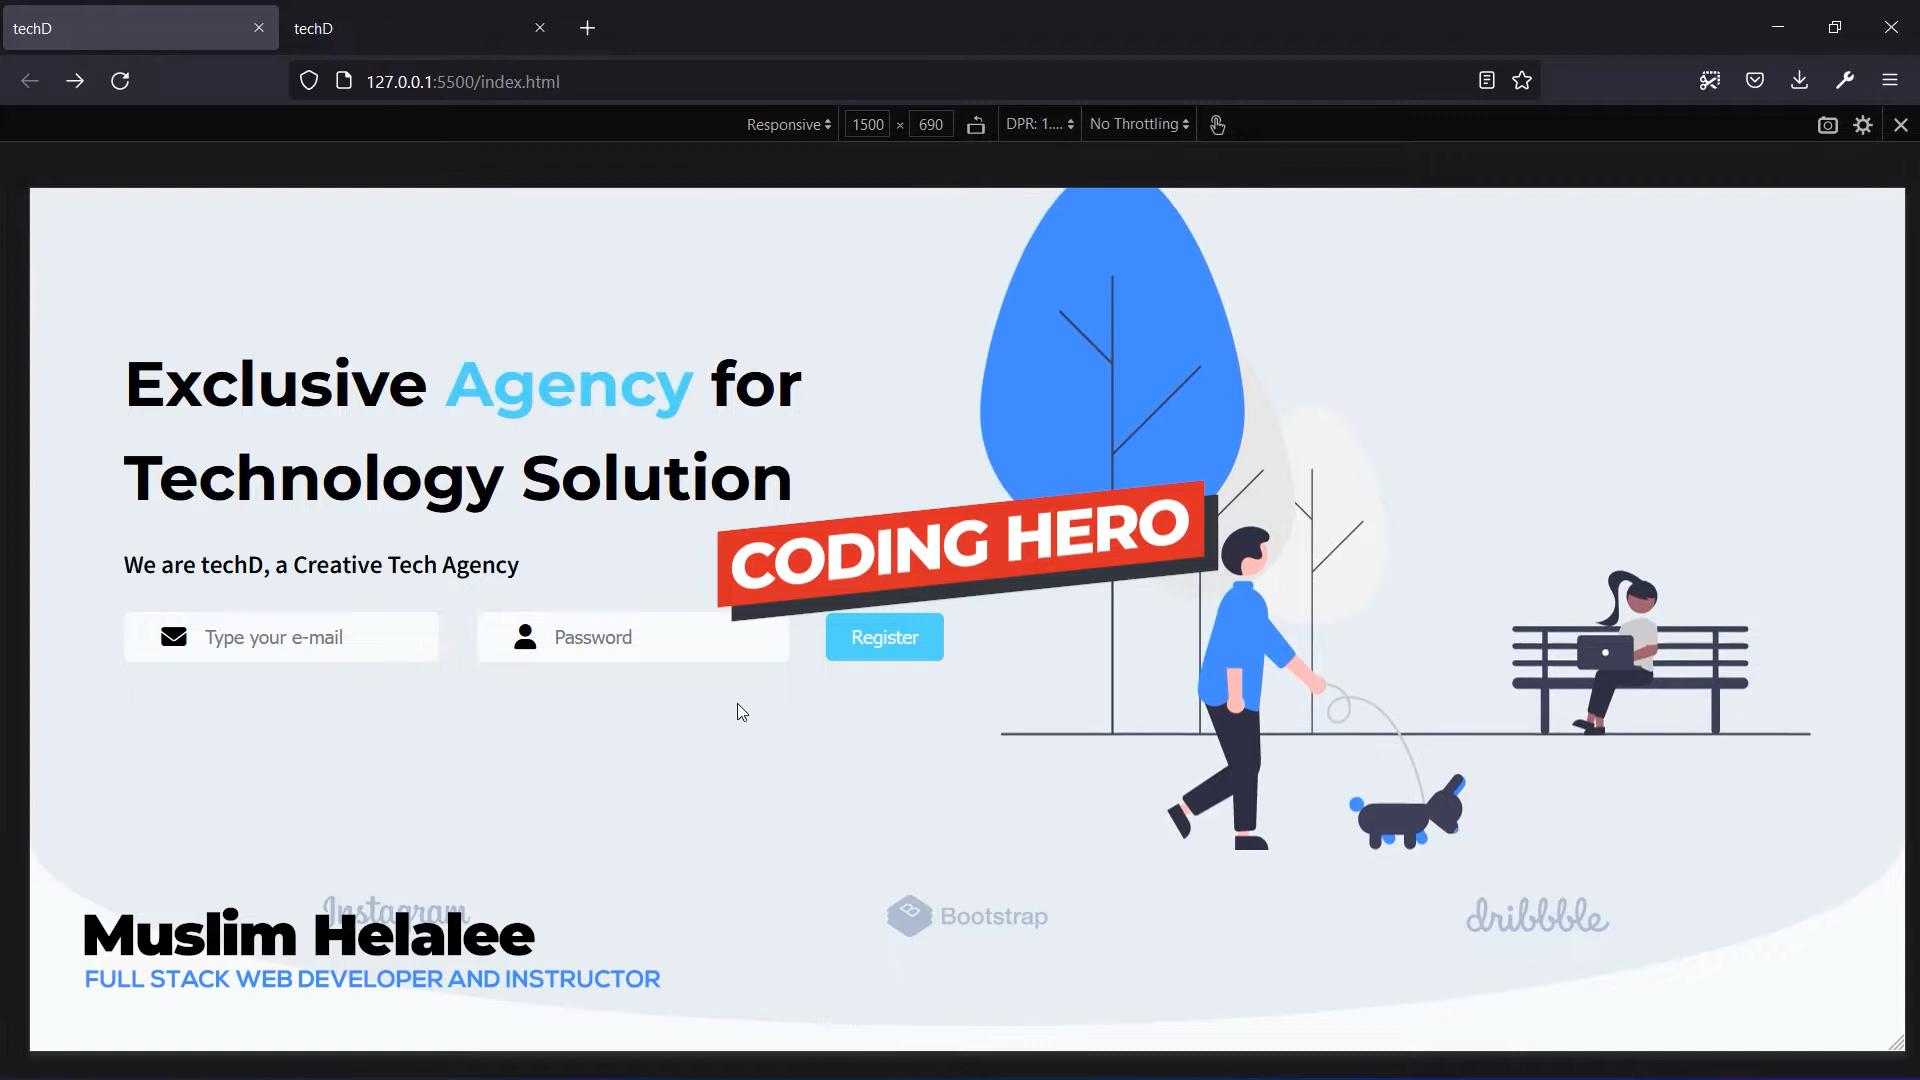 techD
techD
127.0.0.1:5500/index.html
Responsive
1500 × 690
DPR: 1....
No Throttling
Exclusive Agency for
Technology Solution
CODING HERO
We are techD, a Creative Tech Agency
Type your e-mail
Password
Register
Instagram
Bootstrap
dribbble
Muslim Helalee
FULL STACK WEB DEVELOPER AND INSTRUCTOR